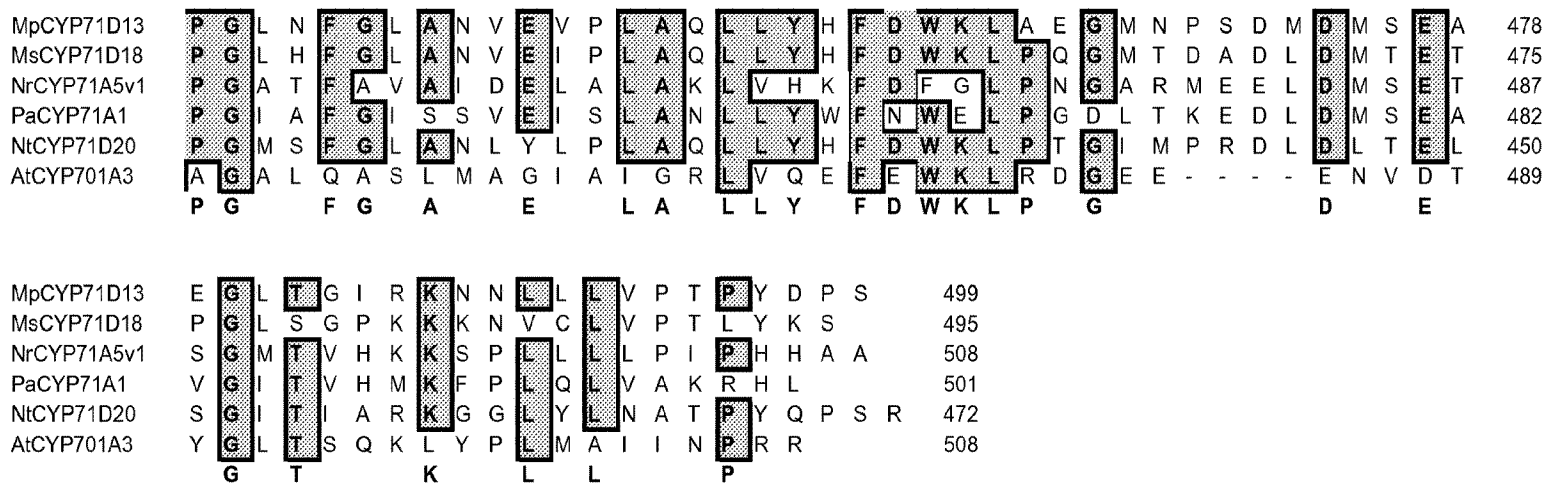 MpCYP71D13 P G L N F G L A N V E V P L A Q L L Y H F D W K L A E G M N P S D M D M S E A 478
MsCYP71D18 P G L H F G L A N V E I P L A Q L L Y H F D W K L P Q G M T D A D L D M T E T 475
NrCYP71A5v1 P G A T F A V A I D E L A L A K L V H K F D F G L P N G A R M E E L D M S E T 487
PaCYP71A1 P G I A F G I S S V E I S L A N L L Y W F N W E L P G D L T K E D L D M S E A 482
NtCYP71D20 P G M S F G L A N L Y L P L A Q L L Y H F D W K L P T G I M P R D L D L T E L 450
AtCYP701A3 A G A L Q A S L M A G I A I G R L V Q E F E W K L R D G E E - - - - E N V D T 489
P G F G A E L A L L Y F D W K L P G D E
MpCYP71D13 E G L T G I R K N N L L L V P T P Y D P S 499
MsCYP71D18 P G L S G P K K K N V C L V P T L Y K S 495
NrCYP71A5v1 S G M T V H K K S P L L L L P I P H H A A 508
PaCYP71A1 V G I T V H M K F P L Q L V A K R H L 501
NtCYP71D20 S G I T I A R K G G L Y L N A T P Y Q P S R 472
AtCYP701A3 Y G L T S Q K L Y P L M A I I N P R R 508
G T K L L P